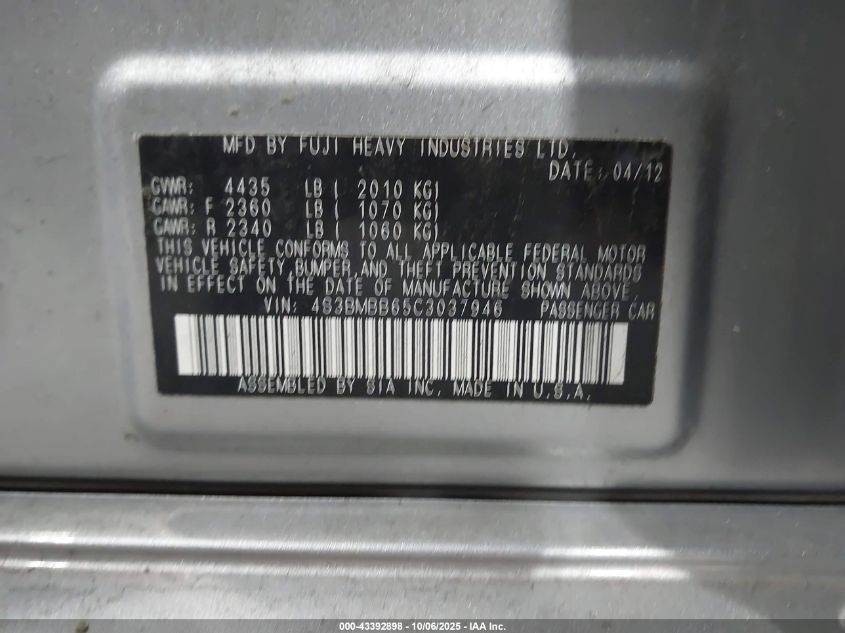 MFD BY FUJI HEAVY INDUSTRIES LTD.
DATE: 04/12
GVWR: 4435 LB ( 2010 KG)
GAWR: F 2360 LB ( 1070 KG)
GAWR: R 2340 LB ( 1060 KG)
THIS VEHICLE CONFORMS TO ALL APPLICABLE FEDERAL MOTOR
VEHICLE SAFETY,BUMPER,AND THEFT PREVENTION STANDARDS
IN EFFECT ON THE DATE OF MANUFACTURE SHOWN ABOVE.
VIN: 4S3BMBB65C3037946 PASSENGER CAR
ASSEMBLED BY SIA INC. MADE IN U.S.A.
000-43392898 - 10/06/2025 - IAA Inc.